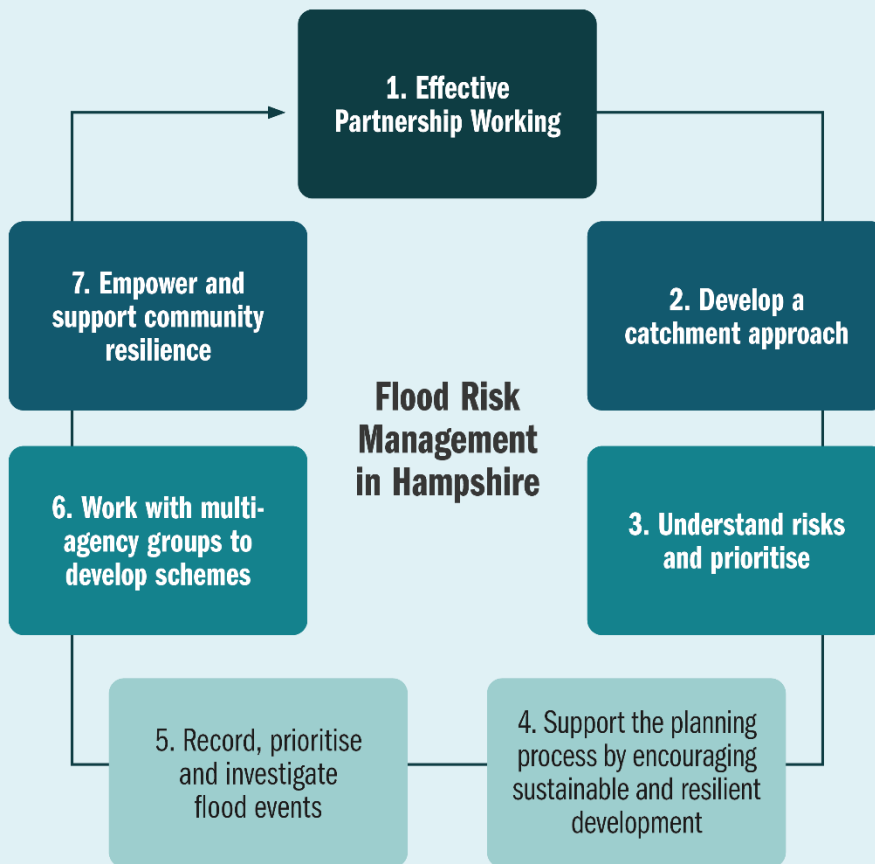 1. Effective
Partnership Working
2. Develop a
catchment approach
3. Understand risks
and prioritise
4. Support the planning
process by encouraging
sustainable and resilient
development
5. Record, prioritise
and investigate
flood events
6. Work with multi-
agency groups to
develop schemes
7. Empower and
support community
resilience
Flood Risk
Management
in Hampshire